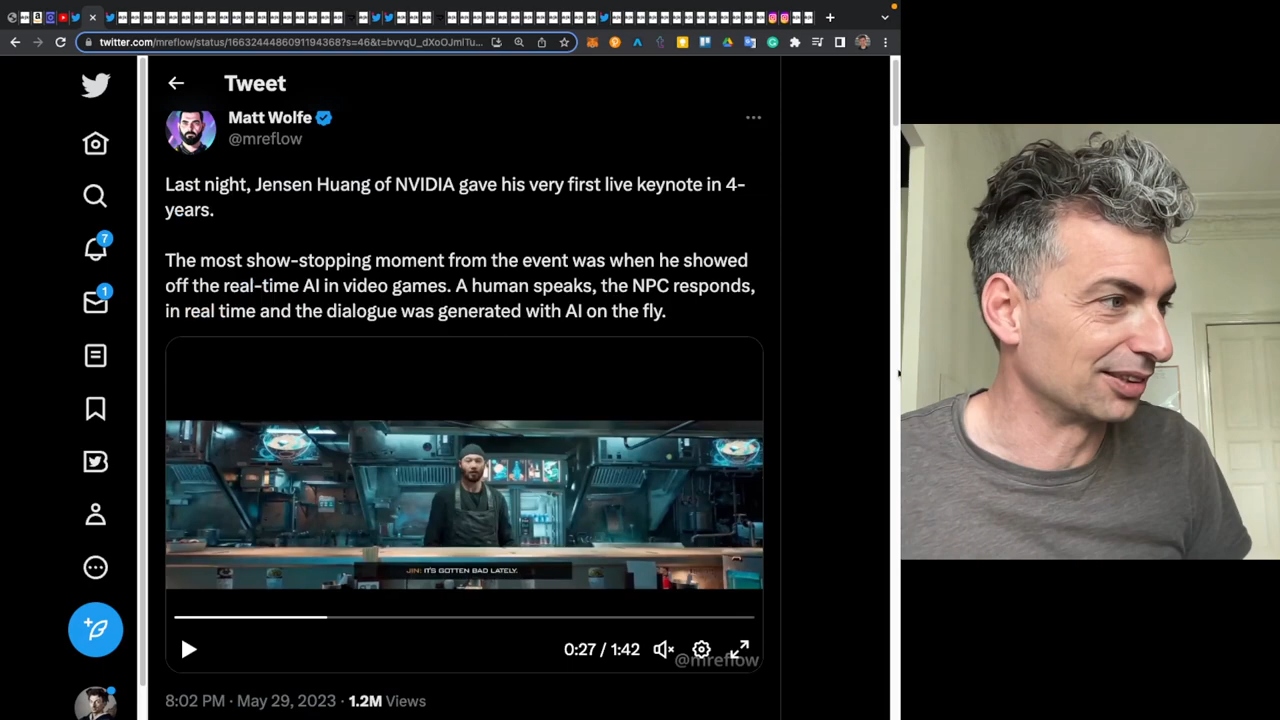 twitter.com/mreflow/status/1663244486091194368?s=46&t=bvvqU_dXoOJmITu...
Tweet
Matt Wolfe
@mreflow
Last night, Jensen Huang of NVIDIA gave his very first live keynote in 4-
years.
The most show-stopping moment from the event was when he showed
off the real-time AI in video games. A human speaks, the NPC responds,
in real time and the dialogue was generated with AI on the fly.
JIN: IT'S GOTTEN BAD LATELY.
0:27 / 1:42
@mreflow
8:02 PM · May 29, 2023 · 1.2M Views
7
1